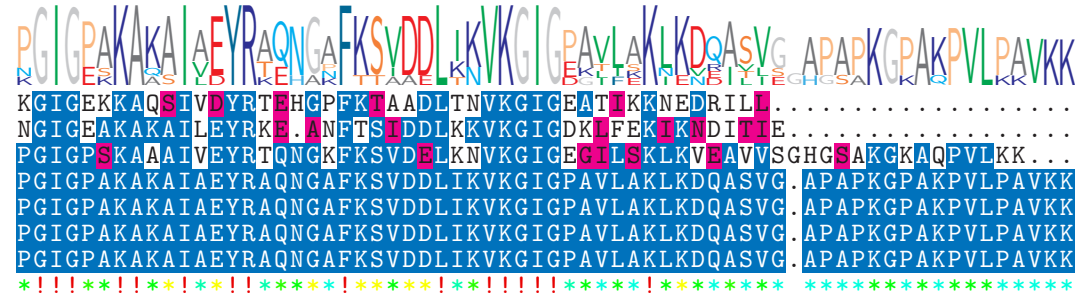 KGIGEKKAQSIVDYRTEHGPFKTAADLTNVKGIGEATIKKNEDRILL...................
NGIGEAKAKAILEYRKE.ANFTSIDDLKKVKGIGDKLFEKIKNDITIE..................
PGIGPSKAAAIVEYRTQNGKFKSVDELKNVKGIGEGILSKLKVEAVVSGHGSAKGKAQPVLKK...
PGIGPAKAKAIAEYRAQNGAFKSVDDLIKVKGIGPAVLAKLKDQASVG.APAPKGPAKPVLPAVKK
PGIGPAKAKAIAEYRAQNGAFKSVDDLIKVKGIGPAVLAKLKDQASVG.APAPKGPAKPVLPAVKK
PGIGPAKAKAIAEYRAQNGAFKSVDDLIKVKGIGPAVLAKLKDQASVG.APAPKGPAKPVLPAVKK
PGIGPAKAKAIAEYRAQNGAFKSVDDLIKVKGIGPAVLAKLKDQASVG.APAPKGPAKPVLPAVKK
*!!!**!!**!**!!*****!*****!**!!!!!*****!******** *****************